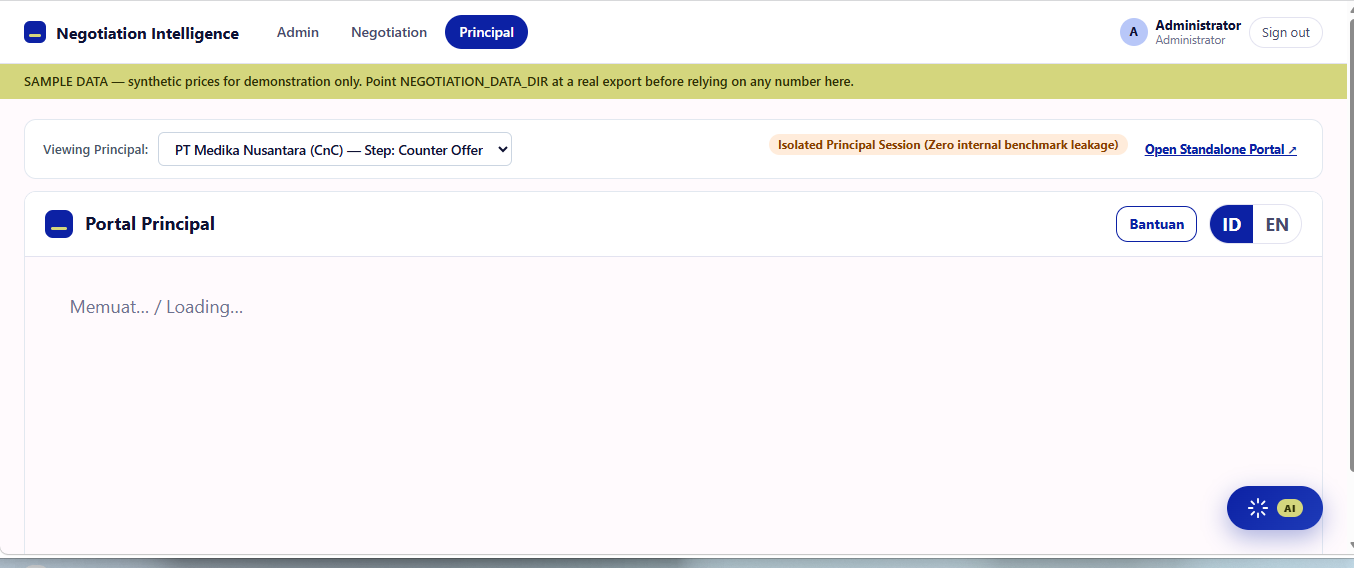 Negotiation Intelligence Admin Negotiation Principal A Administrator Sign out
Administrator
SAMPLE DATA — synthetic prices for demonstration only. Point NEGOTIATION_DATA_DIR at a real export before relying on any number here.
Viewing Principal: PT Medika Nusantara (CnC) — Step: Counter Offer Isolated Principal Session (Zero internal benchmark leakage) Open Standalone Portal ↗
Portal Principal Bantuan ID EN
Memuat... / Loading...
AI